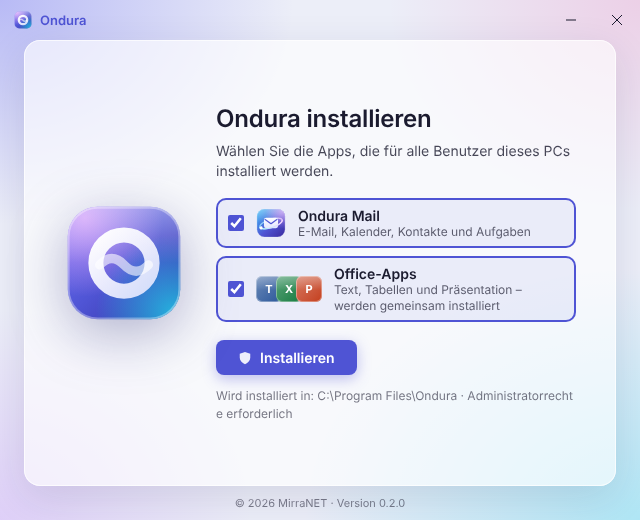 Ondura
Ondura installieren
Wählen Sie die Apps, die für alle Benutzer dieses PCs
installiert werden.
Ondura Mail
E-Mail, Kalender, Kontakte und Aufgaben
T X P
Office-Apps
Text, Tabellen und Präsentation –
werden gemeinsam installiert
Installieren
Wird installiert in: C:\Program Files\Ondura · Administratorrecht
e erforderlich
© 2026 MirraNET · Version 0.2.0